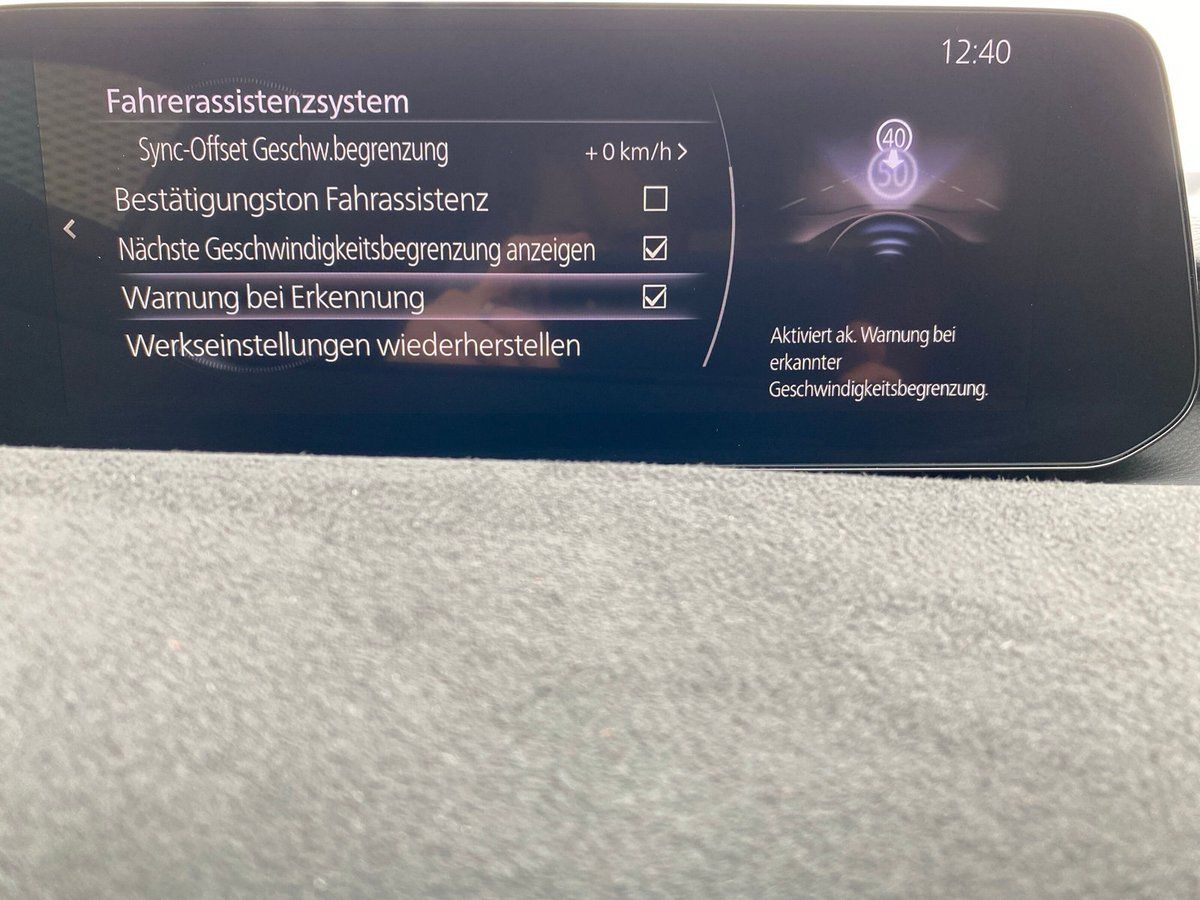 12:40
Fahrerassistenzsystem
Sync-Offset Geschw.begrenzung +0 km/h >
Bestätigungston Fahrassistenz
Nächste Geschwindigkeitsbegrenzung anzeigen
Warnung bei Erkennung
Werkseinstellungen wiederherstellen
40
50
Aktiviert ak. Warnung bei
erkannter
Geschwindigkeitsbegrenzung.